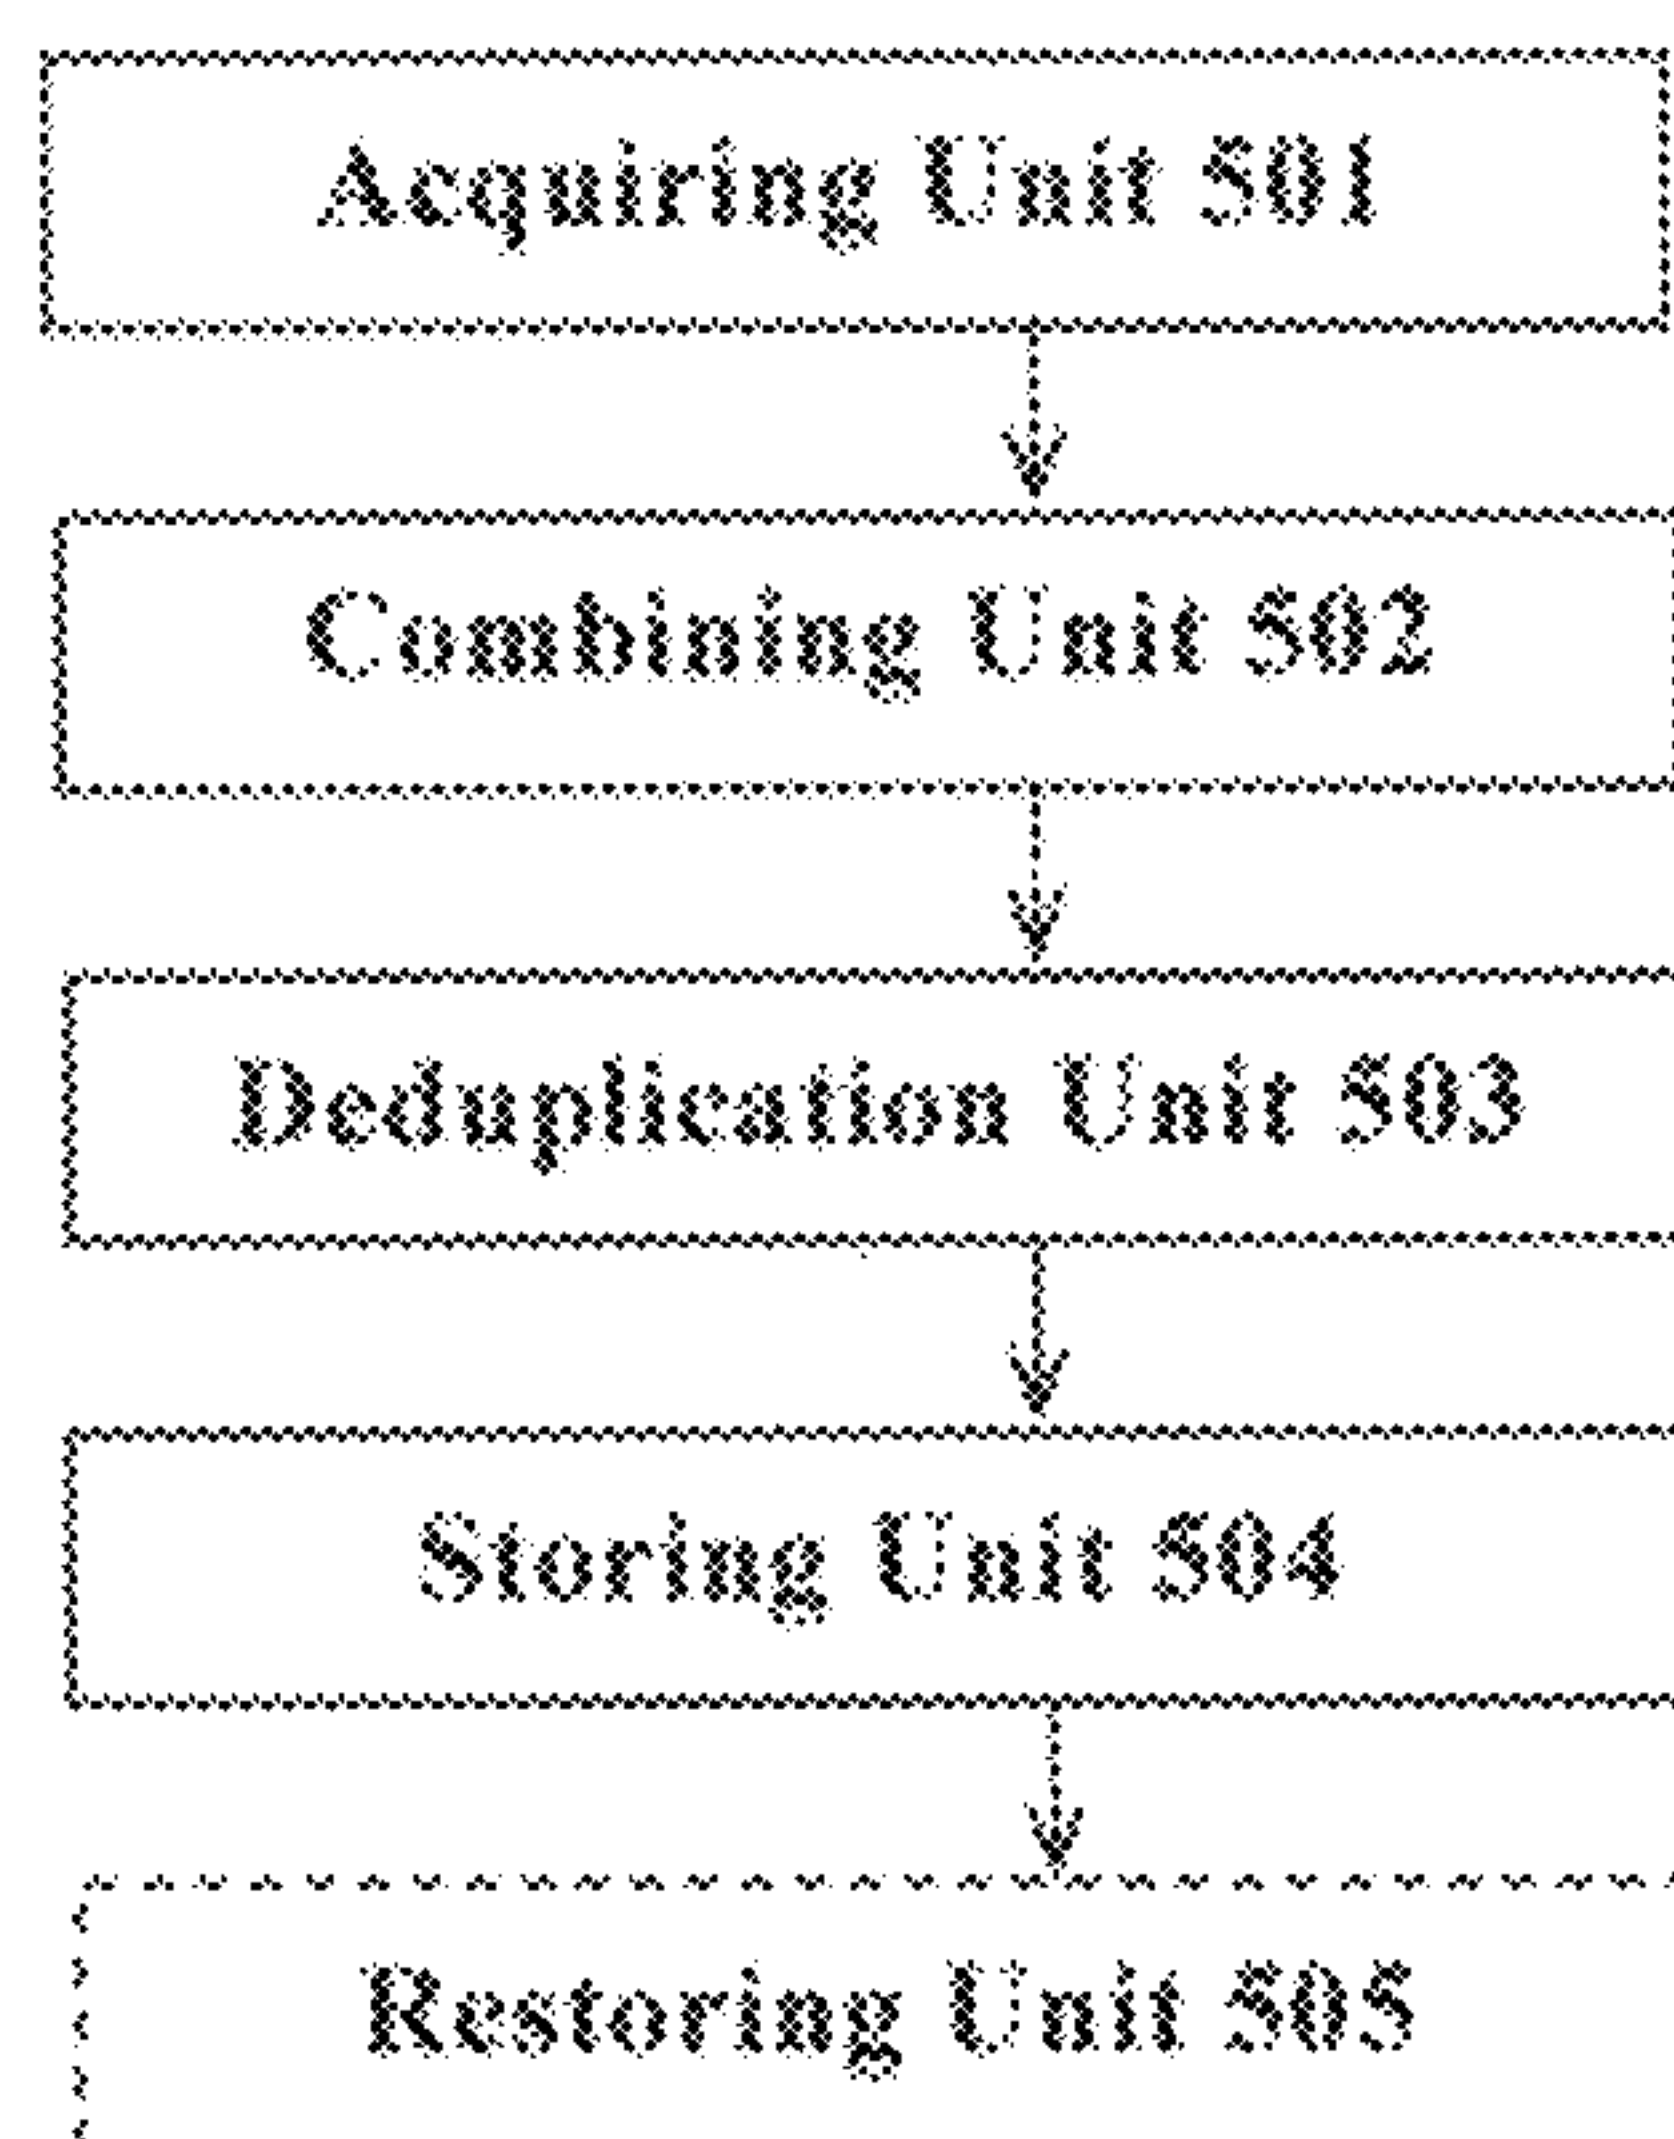 Acquiring Unit 501
Combining Unit 502
Deduplication Unit 503
Storing Unit 504
Restoring Unit 505